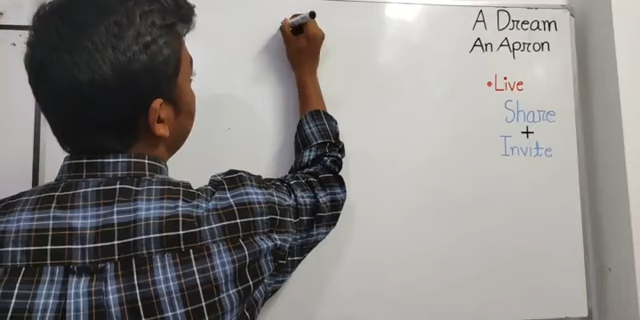 A Dream
An Apron
•Live
Share
+
Invite